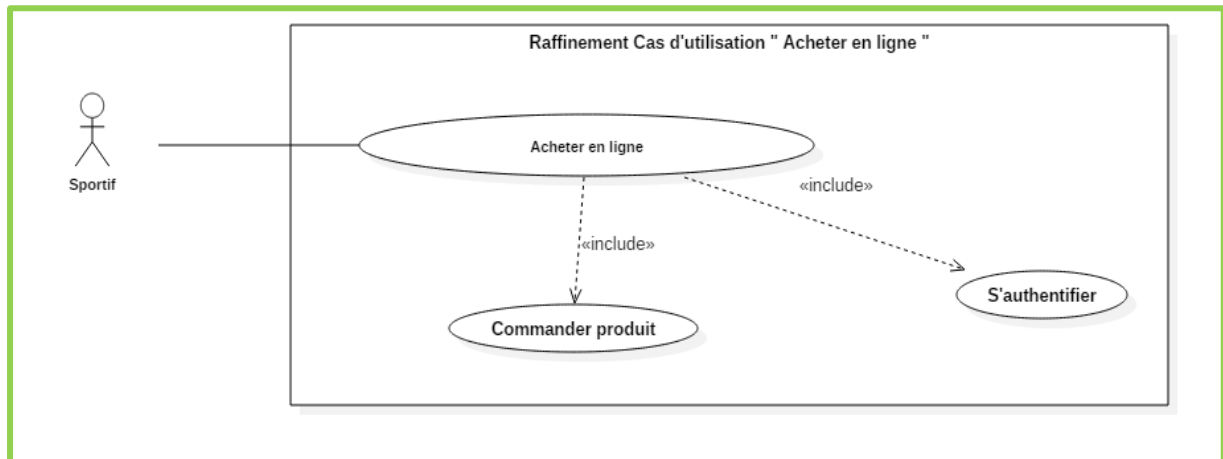 Raffinement Cas d'utilisation " Acheter en ligne "
Sportif
Acheter en ligne
«include»
«include»
S'authentifier
Commander produit